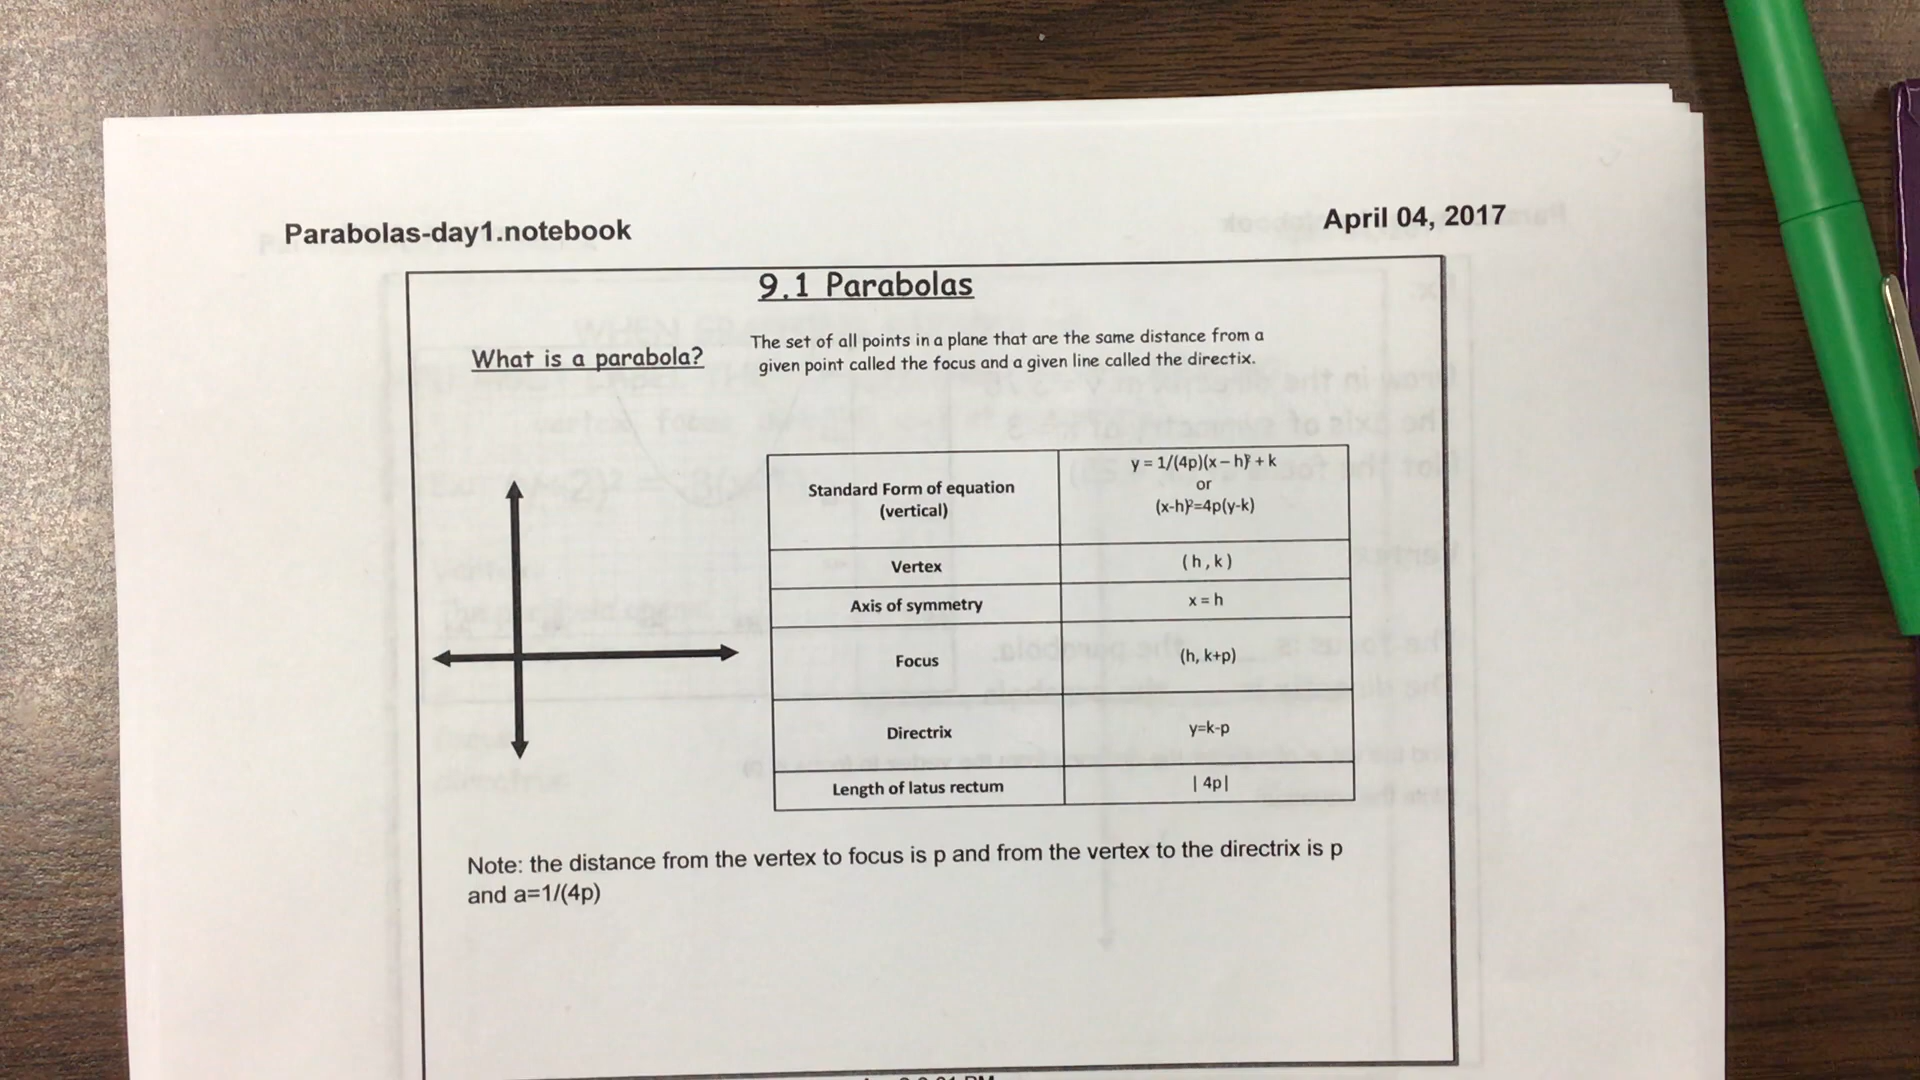 Parabolas-day1.notebook
April 04, 2017
9.1 Parabolas
What is a parabola?
The set of all points in a plane that are the same distance from a
given point called the focus and a given line called the directix.
Standard Form of equation
(vertical)
y = 1/(4p)(x – h)² + k
or
(x-h)²=4p(y-k)
Vertex
( h , k )
Axis of symmetry
x = h
Focus
(h, k+p)
Directrix
y=k-p
Length of latus rectum
| 4p|
Note: the distance from the vertex to focus is p and from the vertex to the directrix is p
and a=1/(4p)